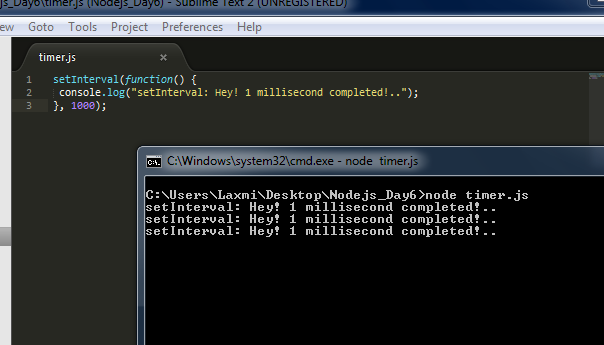 js_Day6\timer.js (Nodejs_Day6) - Sublime Text 2 (UNREGISTERED)
View Goto Tools Project Preferences Help
timer.js ×
1 setInterval(function() {
2 console.log("setInterval: Hey! 1 millisecond completed!..");
3 }, 1000);
C:\Windows\system32\cmd.exe - node timer.js
C:\Users\Laxmi\Desktop\Nodejs_Day6>node timer.js
setInterval: Hey! 1 millisecond completed!..
setInterval: Hey! 1 millisecond completed!..
setInterval: Hey! 1 millisecond completed!..